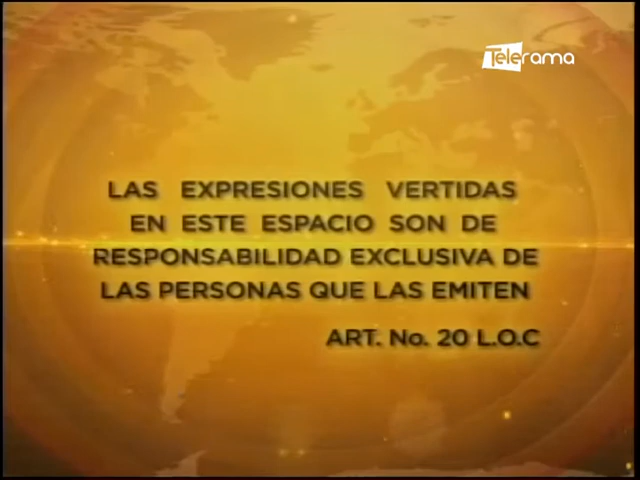 Telerama
LAS EXPRESIONES VERTIDAS
EN ESTE ESPACIO SON DE
RESPONSABILIDAD EXCLUSIVA DE
LAS PERSONAS QUE LAS EMITEN
ART. No. 20 L.O.C